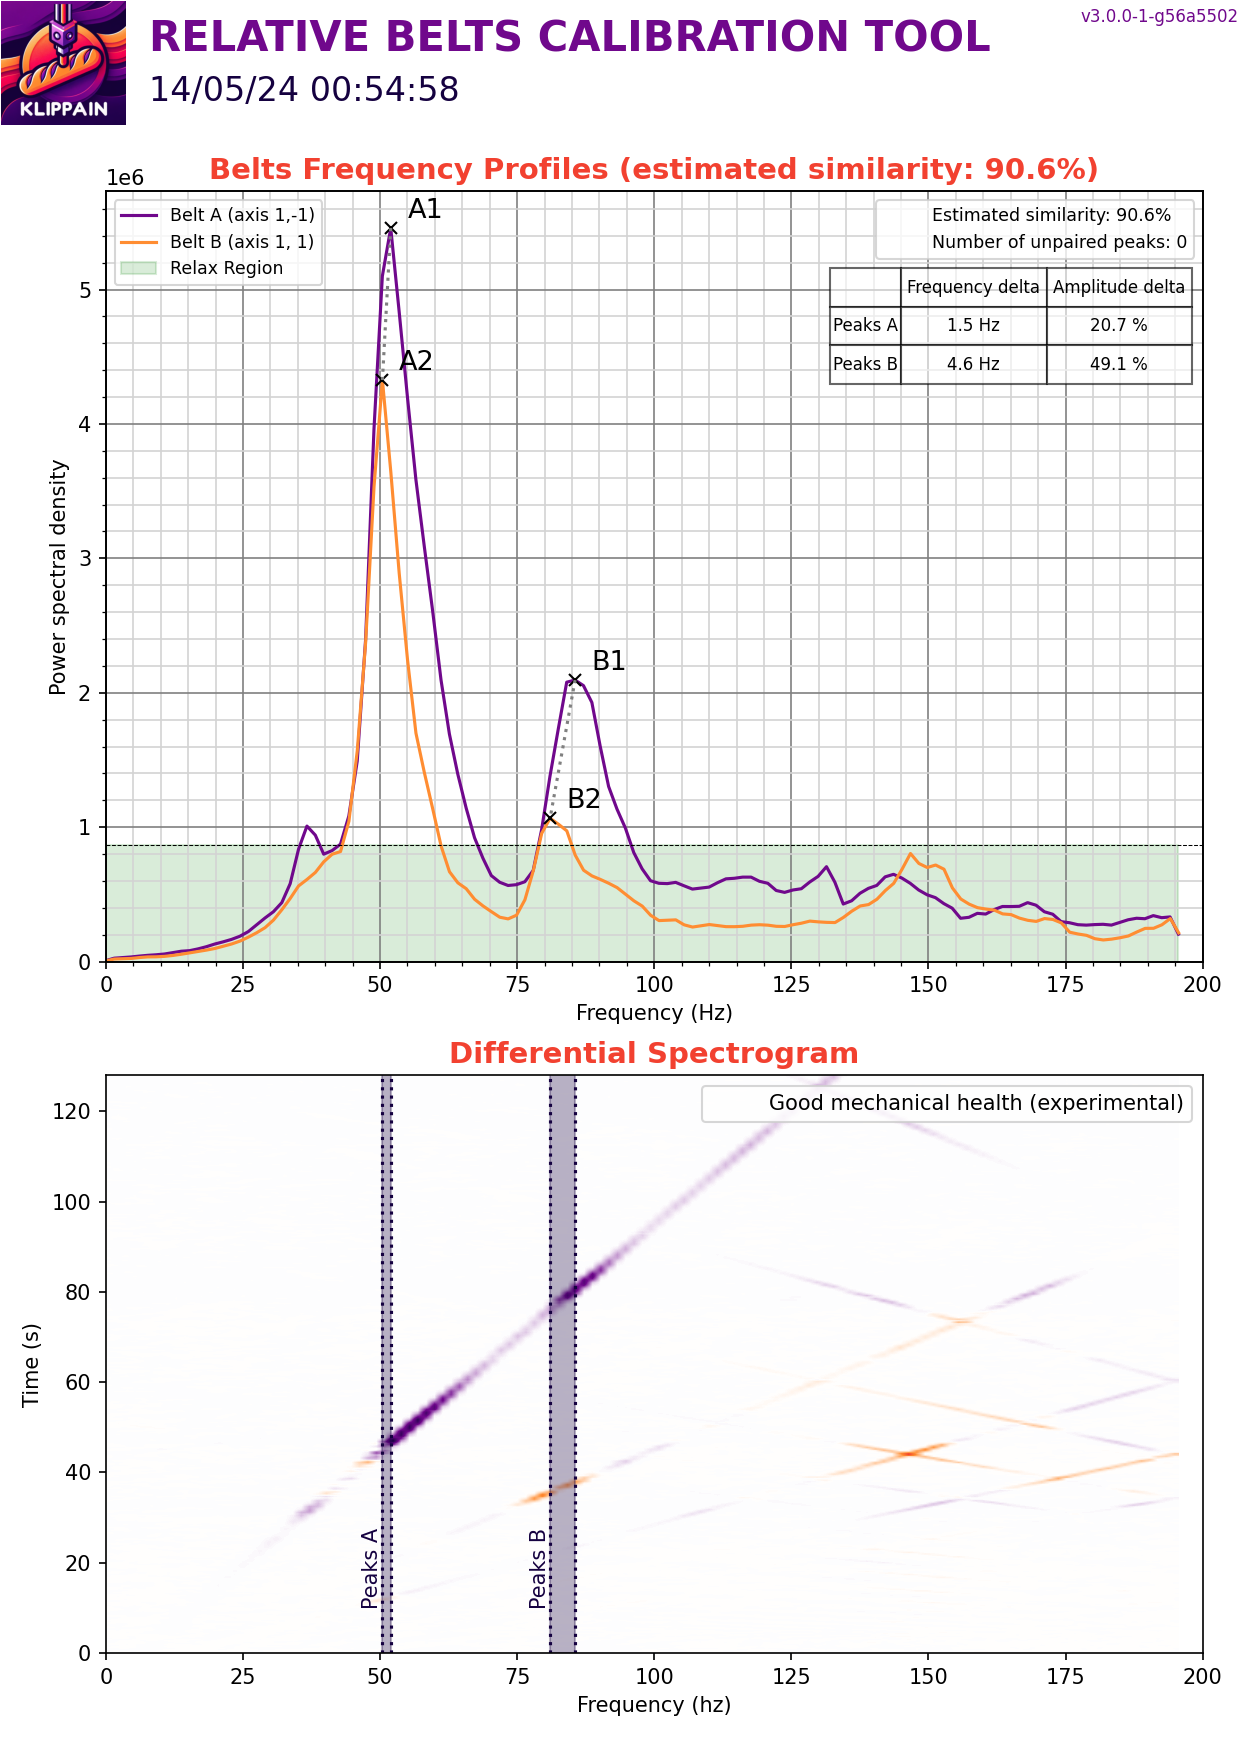 KLIPPAIN
RELATIVE BELTS CALIBRATION TOOL
14/05/24 00:54:58
v3.0.0-1-g56a5502
Belts Frequency Profiles (estimated similarity: 90.6%)
1e6
Belt A (axis 1,-1)
Belt B (axis 1, 1)
Relax Region
Estimated similarity: 90.6%
Number of unpaired peaks: 0
Frequency delta Amplitude delta
Peaks A 1.5 Hz 20.7 %
Peaks B 4.6 Hz 49.1 %
A1
A2
B1
B2
Power spectral density
5
4
3
2
1
0
0 25 50 75 100 125 150 175 200
Frequency (Hz)
Differential Spectrogram
Good mechanical health (experimental)
Time (s)
120
100
80
60
40
20
0
Peaks A
Peaks B
0 25 50 75 100 125 150 175 200
Frequency (hz)